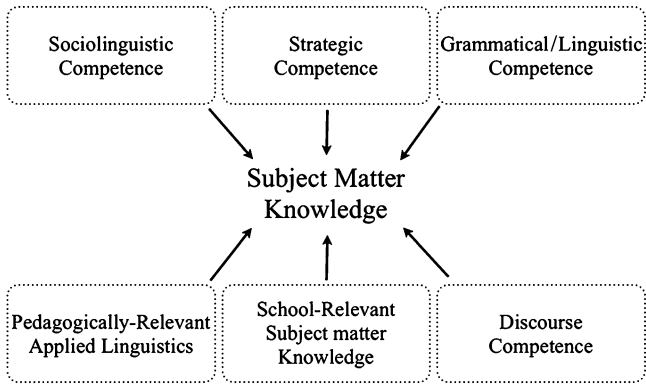 Sociolinguistic
Competence
Strategic
Competence
Grammatical/Linguistic
Competence
Subject Matter
Knowledge
Pedagogically-Relevant
Applied Linguistics
School-Relevant
Subject matter
Knowledge
Discourse
Competence